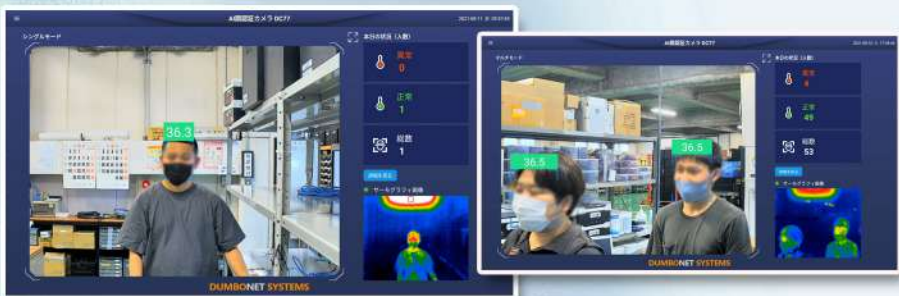 AI顔認証カメラ DC77
シングルモード
本日の状況（人数）
異常
0
正常
1
総数
1
36.3
サーモグラフィ画像
DUMBONET SYSTEMS
AI顔認証カメラ DC77
マルチモード
本日の状況（人数）
異常
4
正常
49
総数
53
36.5
36.5
サーモグラフィ画像
DUMBONET SYSTEMS